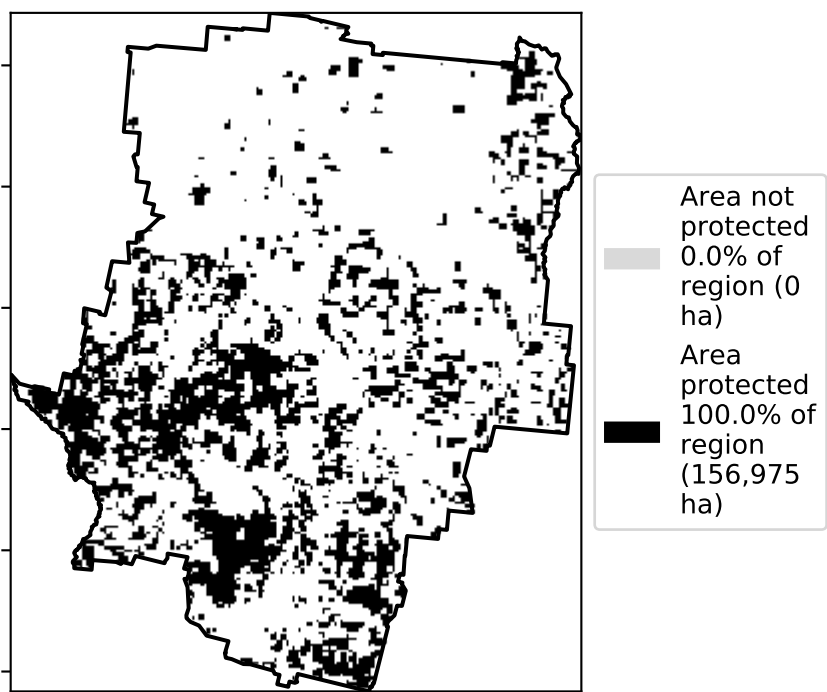 Area not
protected
0.0% of
region (0
ha)
Area
protected
100.0% of
region
(156,975
ha)